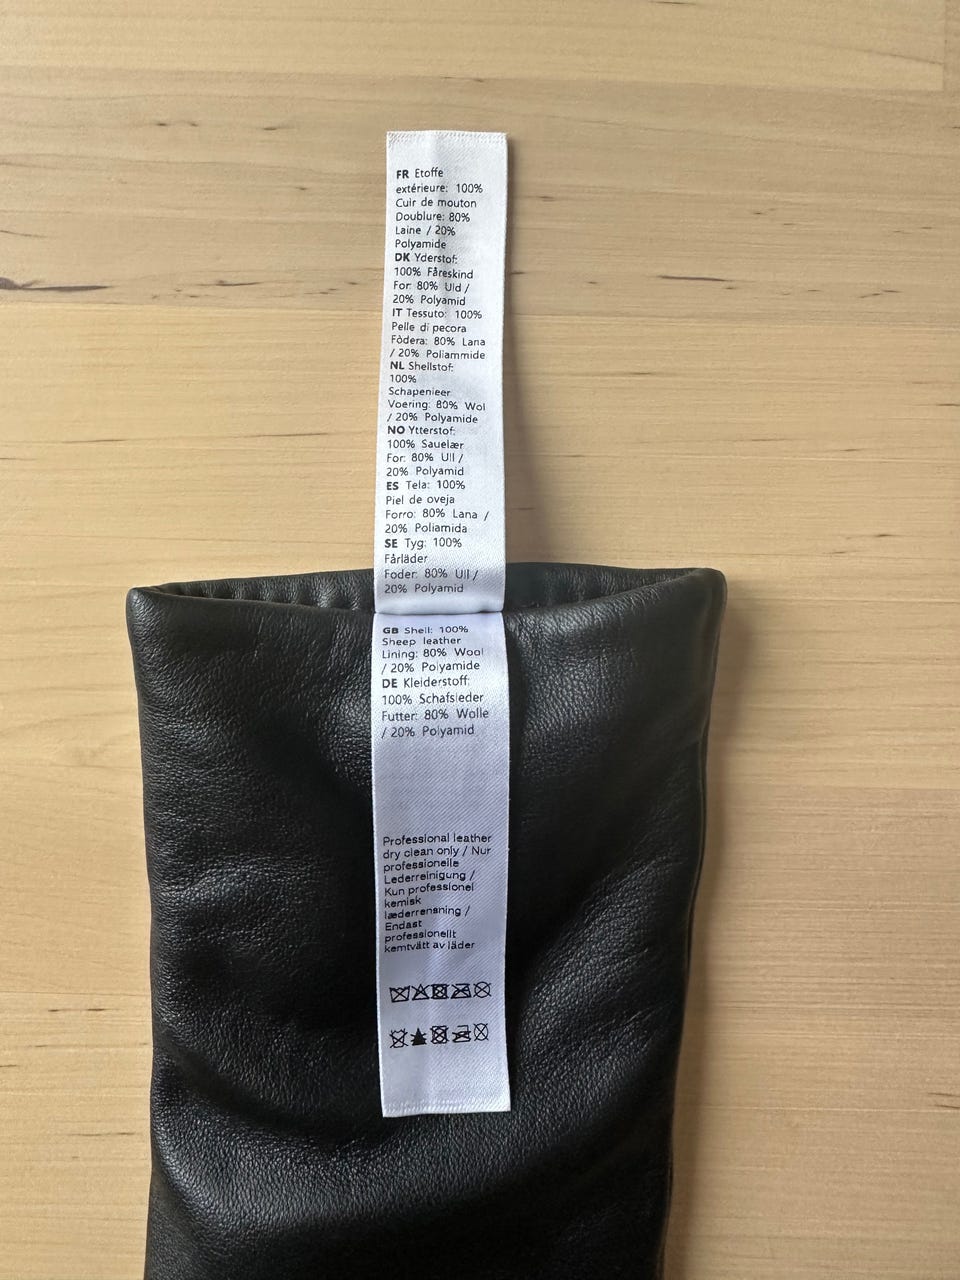 FR Etoffe
extérieure: 100%
Cuir de mouton
Doublure: 80%
Laine / 20%
Polyamide
DK Yderstof:
100% Fåreskind
For: 80% Uld /
20% Polyamid
IT Tessuto: 100%
Pelle di pecora
Fòdera: 80% Lana
/ 20% Poliammide
NL Shellstof:
100%
Schapenleer
Voering: 80% Wol
/ 20% Polyamide
NO Ytterstof:
100% Sauelær
For: 80% Ull /
20% Polyamid
ES Tela: 100%
Piel de oveja
Forro: 80% Lana /
20% Poliamida
SE Tyg: 100%
Fårläder
Foder: 80% Ull /
20% Polyamid
GB Shell: 100%
Sheep leather
Lining: 80% Wool
/ 20% Polyamide
DE Kleiderstoff:
100% Schafsleder
Futter: 80% Wolle
/ 20% Polyamid
Professional leather
dry clean only / Nur
professionelle
Lederreinigung /
Kun professionel
kemisk
læderrensning /
Endast
professionellt
kemtvätt av läder